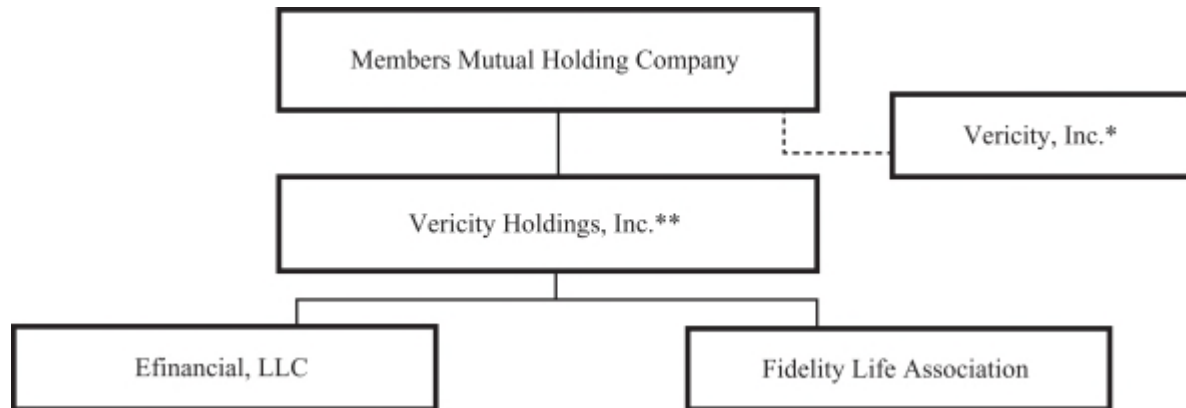 Members Mutual Holding Company
Vericity, Inc.*
Vericity Holdings, Inc.**
Efinancial, LLC
Fidelity Life Association